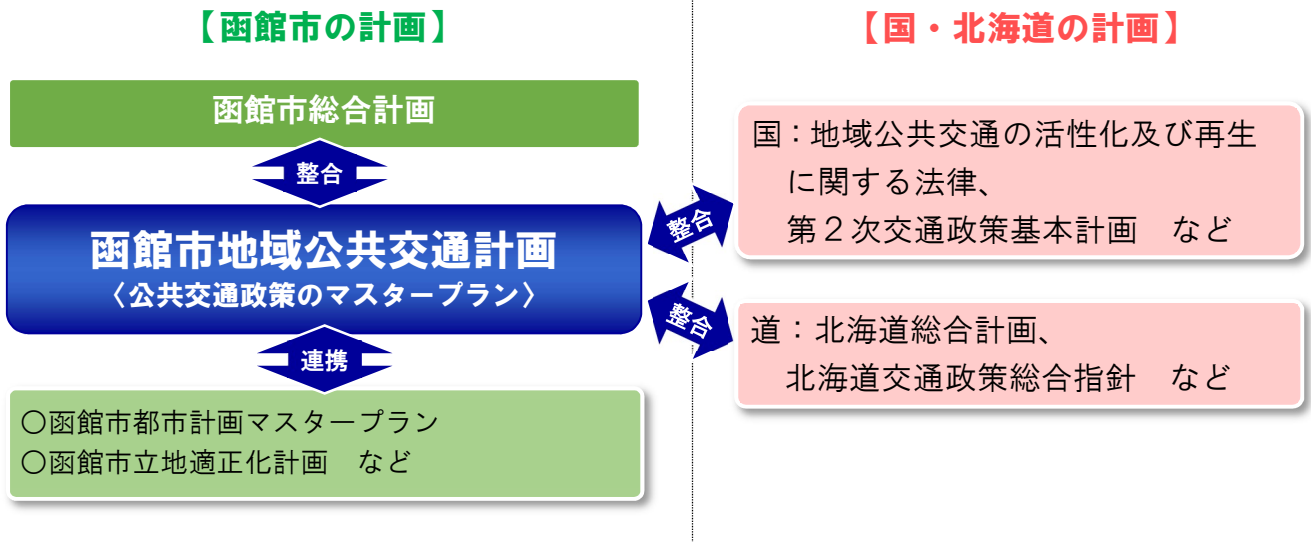 【函館市の計画】
函館市総合計画
整合
函館市地域公共交通計画
〈公共交通政策のマスタープラン〉
連携
○函館市都市計画マスタープラン
○函館市立地適正化計画　など
【国・北海道の計画】
整合
国：地域公共交通の活性化及び再生
に関する法律、
第２次交通政策基本計画　など
整合
道：北海道総合計画、
北海道交通政策総合指針　など